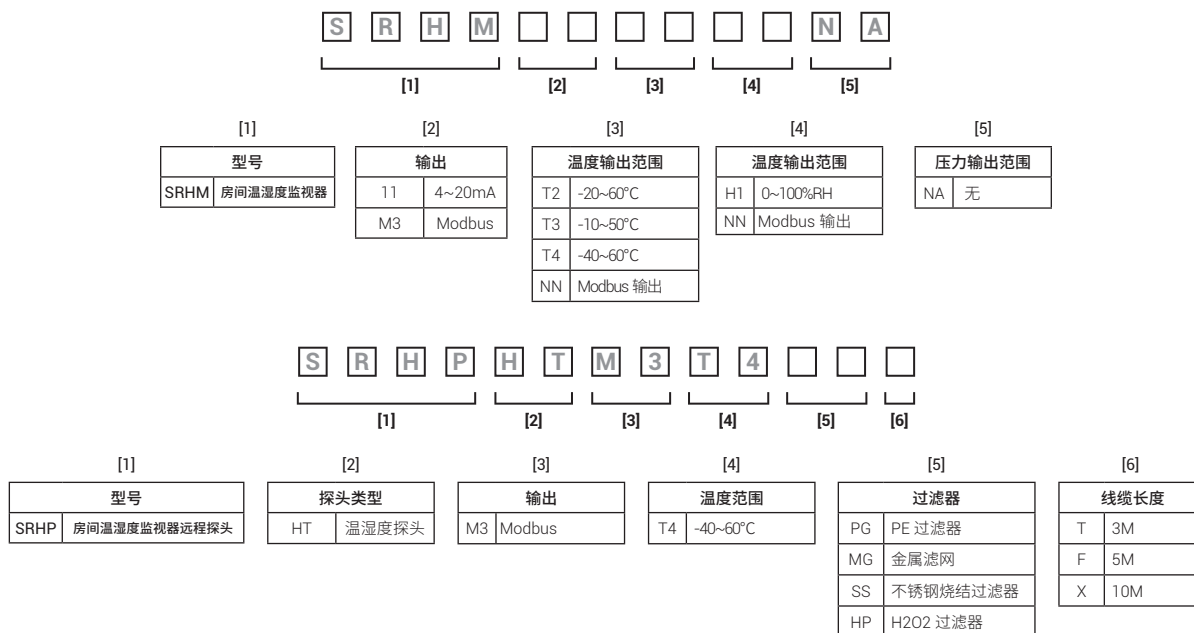 S R H M N A
[1] [2] [3] [4] [5]
[1] [2] [3] [4] [5]
型号 输出 温度输出范围 温度输出范围 压力输出范围
SRHM 房间温湿度监视器 11 4~20mA T2 -20~60°C H1 0~100%RH NA 无
M3 Modbus T3 -10~50°C NN Modbus 输出
T4 -40~60°C
NN Modbus 输出
S R H P H T M 3 T 4
[1] [2] [3] [4] [5] [6]
[1] [2] [3] [4] [5] [6]
型号 探头类型 输出 温度范围 过滤器 线缆长度
SRHP 房间温湿度监视器远程探头 HT 温湿度探头 M3 Modbus T4 -40~60°C PG PE 过滤器 T 3M
MG 金属滤网 F 5M
SS 不锈钢烧结过滤器 X 10M
HP H2O2 过滤器